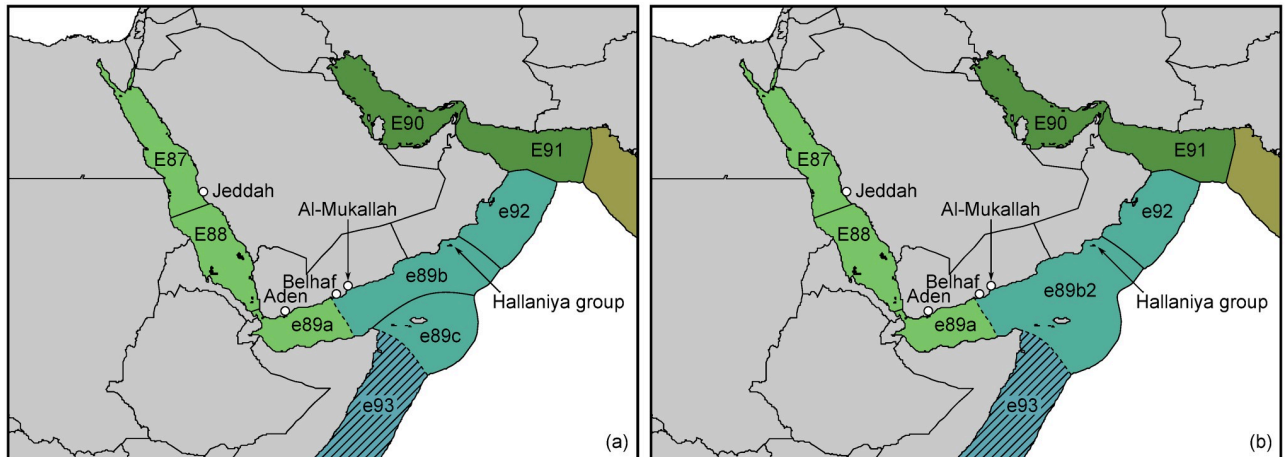 E90
E91
E87
Jeddah
Al-Mukallah
e92
E88
Belhaf
e89b
Aden
Hallaniya group
e89a
e89c
e93
(a)
E90
E91
E87
Jeddah
Al-Mukallah
e92
E88
Belhaf
e89b2
Aden
Hallaniya group
e89a
e93
(b)